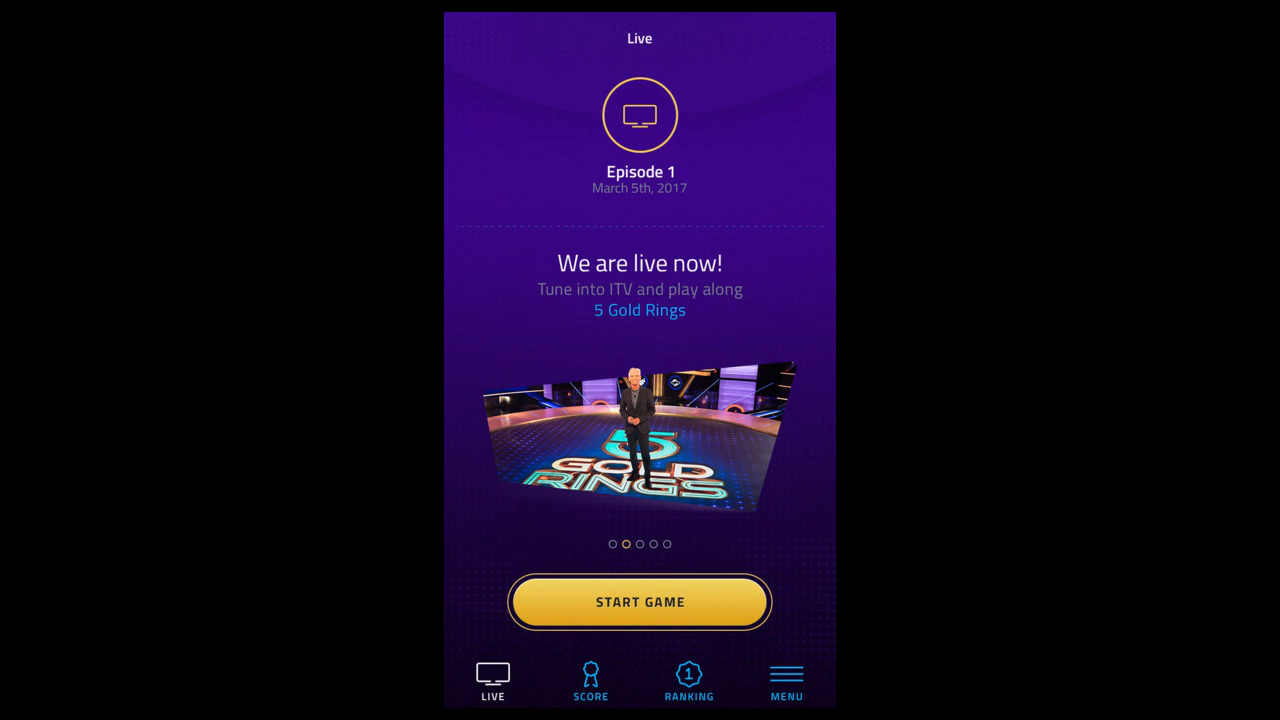 Live
Episode 1
March 5th, 2017
We are live now!
Tune into ITV and play along
5 Gold Rings
5
GOLD
RINGS
START GAME
1
LIVE
SCORE
RANKING
MENU